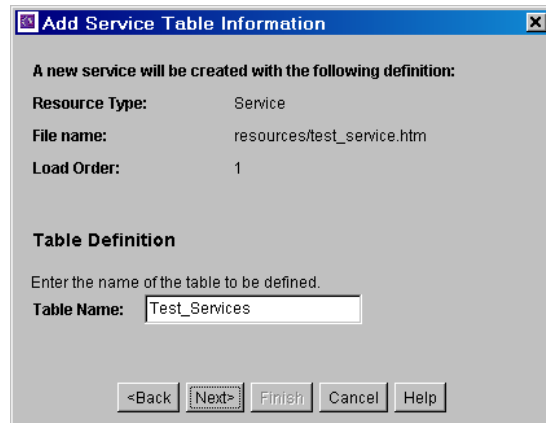 Add Service Table Information
A new service will be created with the following definition:
Resource Type: Service
File name: resources/test_service.htm
Load Order: 1
Table Definition
Enter the name of the table to be defined.
Table Name: Test_Services
<Back Next> Finish Cancel Help